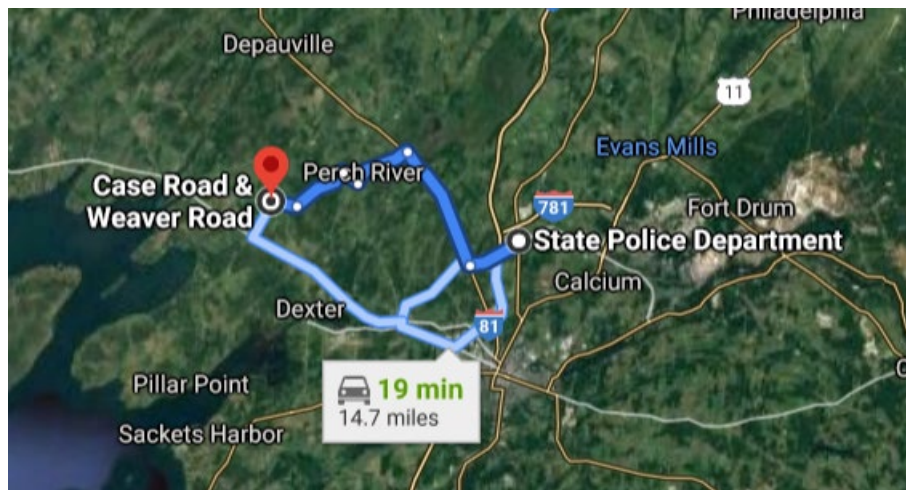 Philadelphia
Depauville
11
Evans Mills
Perch River
Case Road &
Weaver Road
781
Fort Drum
State Police Department
Calcium
Dexter
81
19 min
14.7 miles
Pillar Point
Sackets Harbor